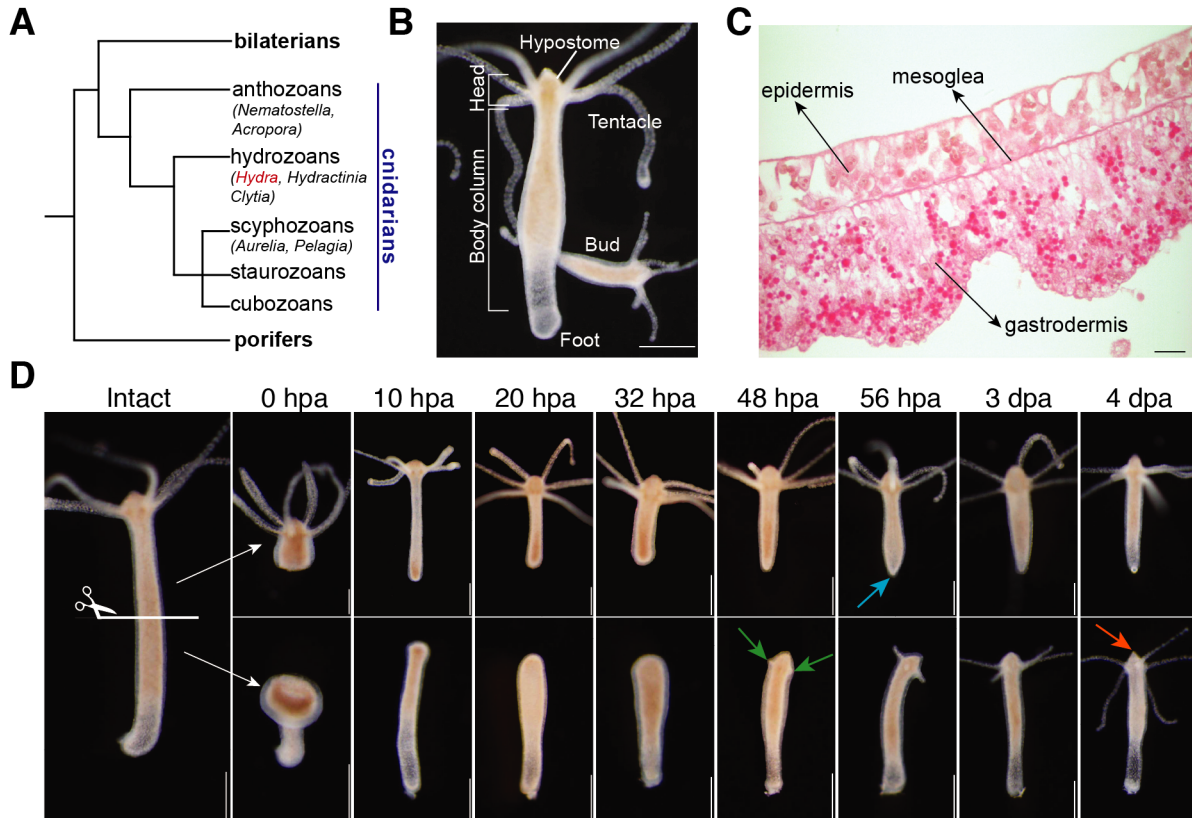 A
bilaterians
anthozoans
(Nematostella,
Acropora)
hydrozoans
(Hydra, Hydractinia
Clytia)
scyphozoans
(Aurelia, Pelagia)
staurozoans
cubozoans
porifers
cnidarians
B
Hypostome
Head
Tentacle
Body column
Bud
Foot
C
epidermis
mesoglea
gastrodermis
D
Intact
0 hpa
10 hpa
20 hpa
32 hpa
48 hpa
56 hpa
3 dpa
4 dpa